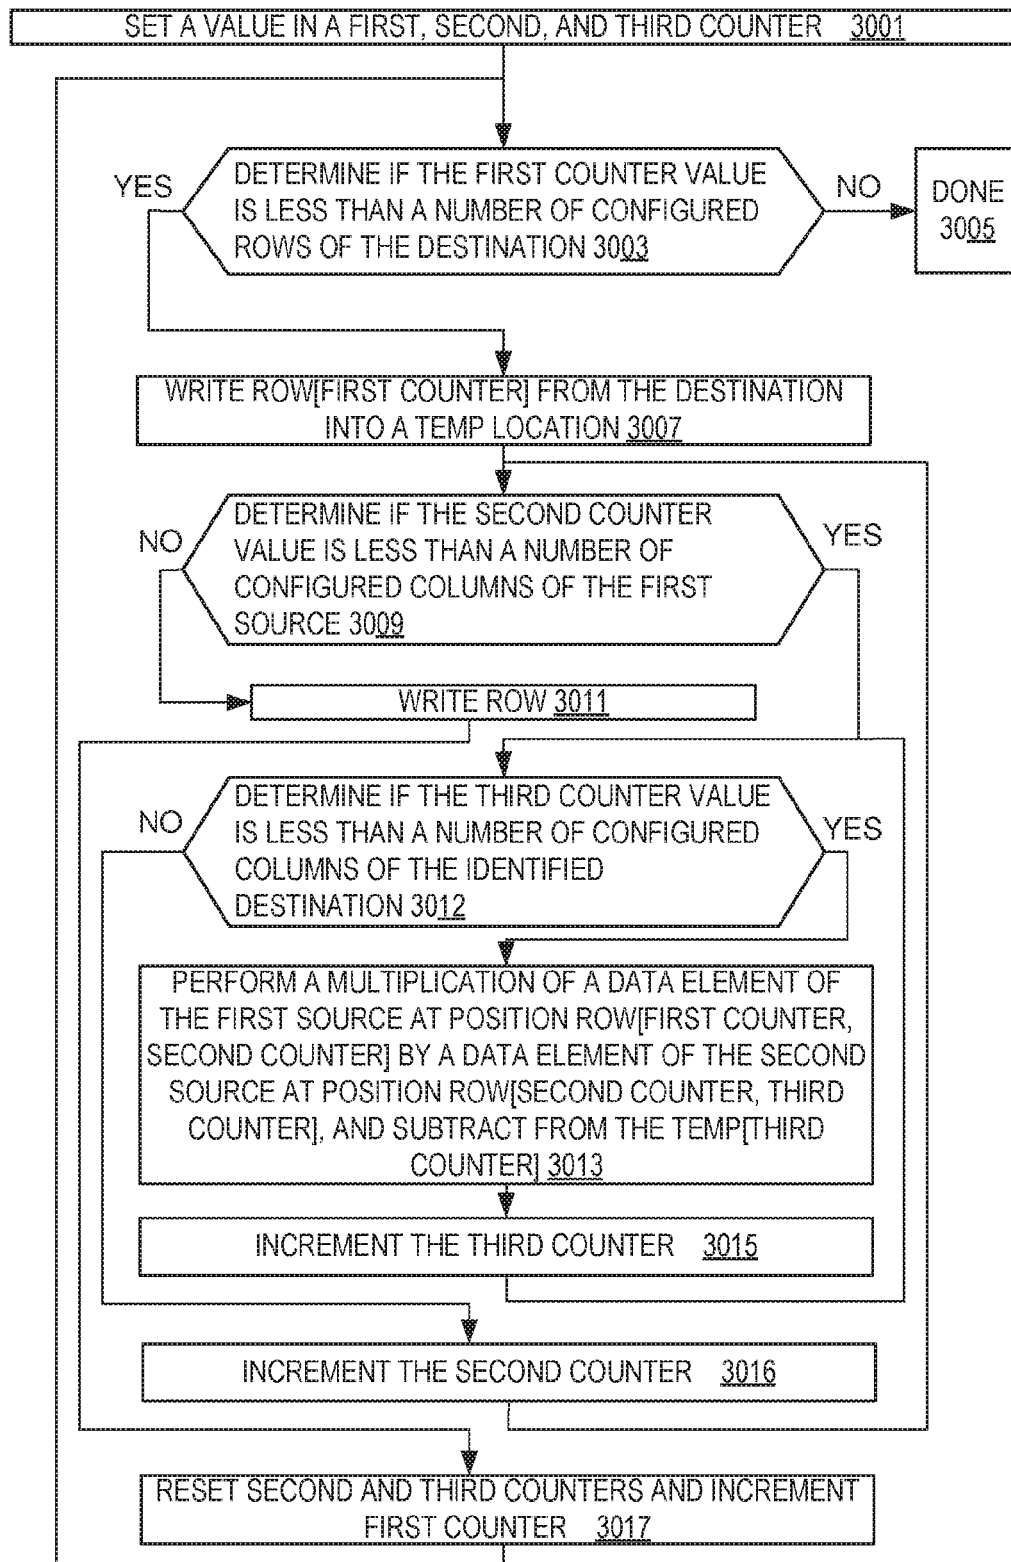 SET A VALUE IN A FIRST, SECOND, AND THIRD COUNTER 3001
YES
DETERMINE IF THE FIRST COUNTER VALUE
IS LESS THAN A NUMBER OF CONFIGURED
ROWS OF THE DESTINATION 3003
NO
DONE
3005
WRITE ROW[FIRST COUNTER] FROM THE DESTINATION
INTO A TEMP LOCATION 3007
NO
DETERMINE IF THE SECOND COUNTER
VALUE IS LESS THAN A NUMBER OF
CONFIGURED COLUMNS OF THE FIRST
SOURCE 3009
YES
WRITE ROW 3011
NO
DETERMINE IF THE THIRD COUNTER VALUE
IS LESS THAN A NUMBER OF CONFIGURED
COLUMNS OF THE IDENTIFIED
DESTINATION 3012
YES
PERFORM A MULTIPLICATION OF A DATA ELEMENT OF
THE FIRST SOURCE AT POSITION ROW[FIRST COUNTER,
SECOND COUNTER] BY A DATA ELEMENT OF THE SECOND
SOURCE AT POSITION ROW[SECOND COUNTER, THIRD
COUNTER], AND SUBTRACT FROM THE TEMP[THIRD
COUNTER] 3013
INCREMENT THE THIRD COUNTER 3015
INCREMENT THE SECOND COUNTER 3016
RESET SECOND AND THIRD COUNTERS AND INCREMENT
FIRST COUNTER 3017